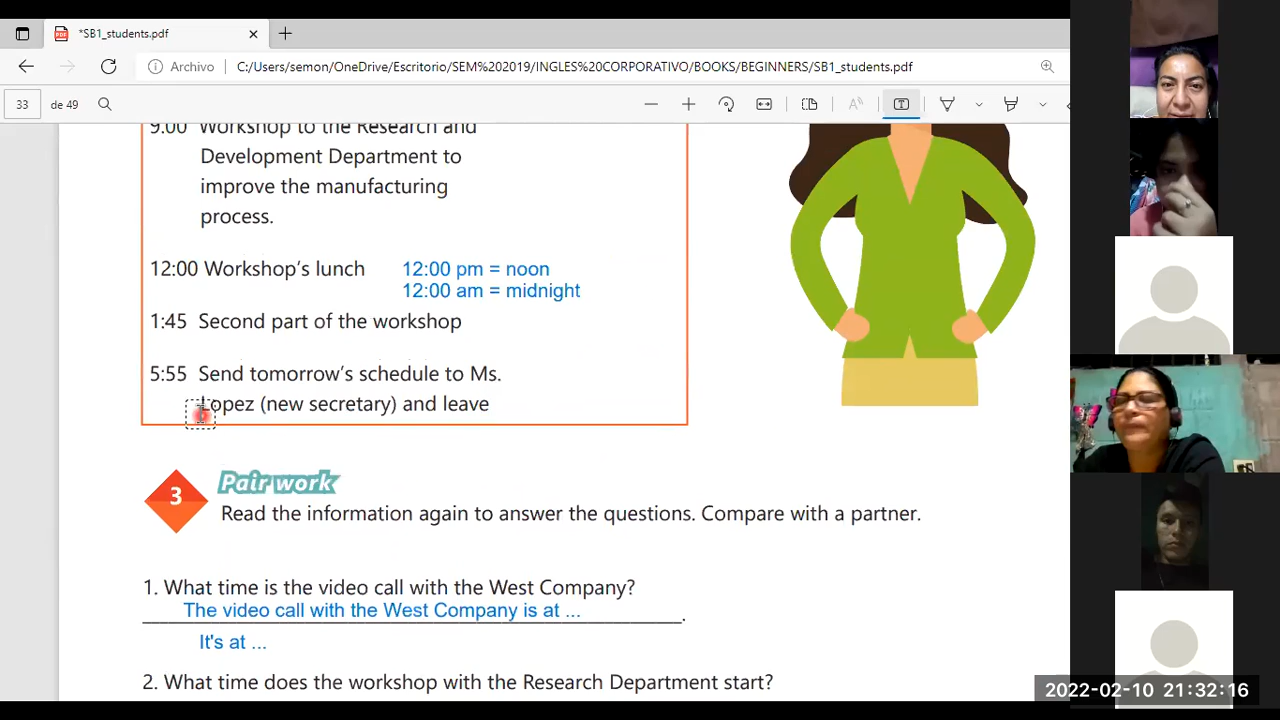 *SB1_students.pdf
Archivo
C:/Users/semon/OneDrive/Escritorio/SEM%202019/INGLES%20CORPORATIVO/BOOKS/BEGINNERS/SB1_students.pdf
33
de 49
9:00 Workshop to the Research and
Development Department to
improve the manufacturing
process.
12:00 Workshop's lunch
12:00 pm = noon
12:00 am = midnight
1:45 Second part of the workshop
5:55 Send tomorrow's schedule to Ms.
Lopez (new secretary) and leave
3
Pair work
Read the information again to answer the questions. Compare with a partner.
1. What time is the video call with the West Company?
The video call with the West Company is at ...
It's at ...
2. What time does the workshop with the Research Department start?
2022-02-10 21:32:16